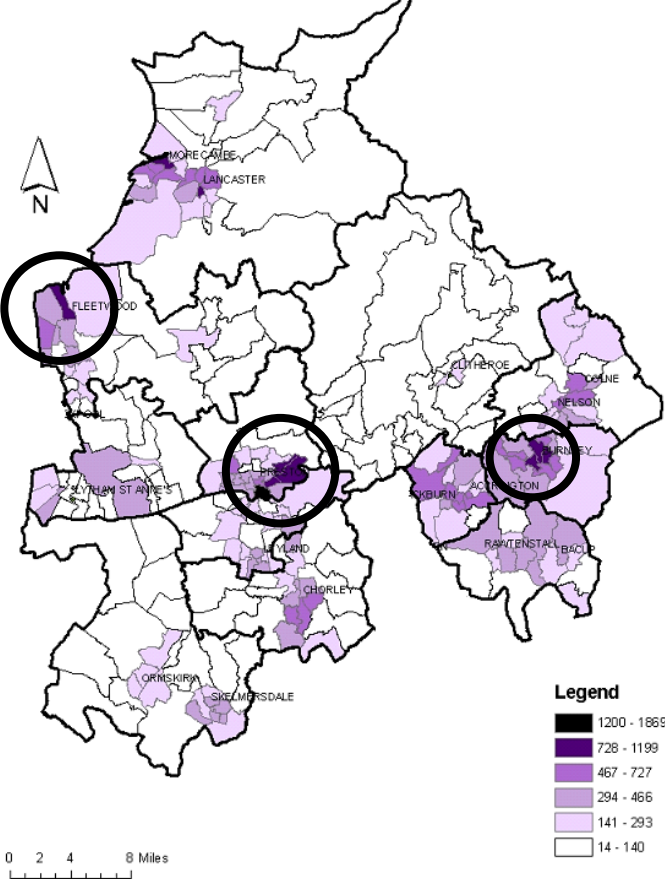 MORECAMBE
LANCASTER
N
FLEETWOOD
CLITHEROE
COLNE
NELSON
BURNLEY
LYTHAM ST ANNE'S
ACCRINGTON
RAWTENSTALL
BACUP
CHORLEY
ORMSKIRK
SKELMERSDALE
Legend
1200 - 1869
728 - 1199
467 - 727
294 - 466
141 - 293
14 - 140
0 2 4 8 Miles